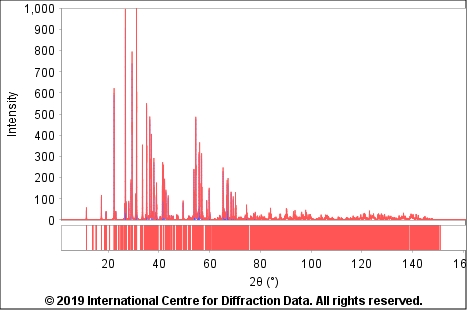 1,000
900
800
700
600
500
400
300
200
100
0
Intensity
20 40 60 80 100 120 140 16
2θ (°)
© 2019 International Centre for Diffraction Data. All rights reserved.